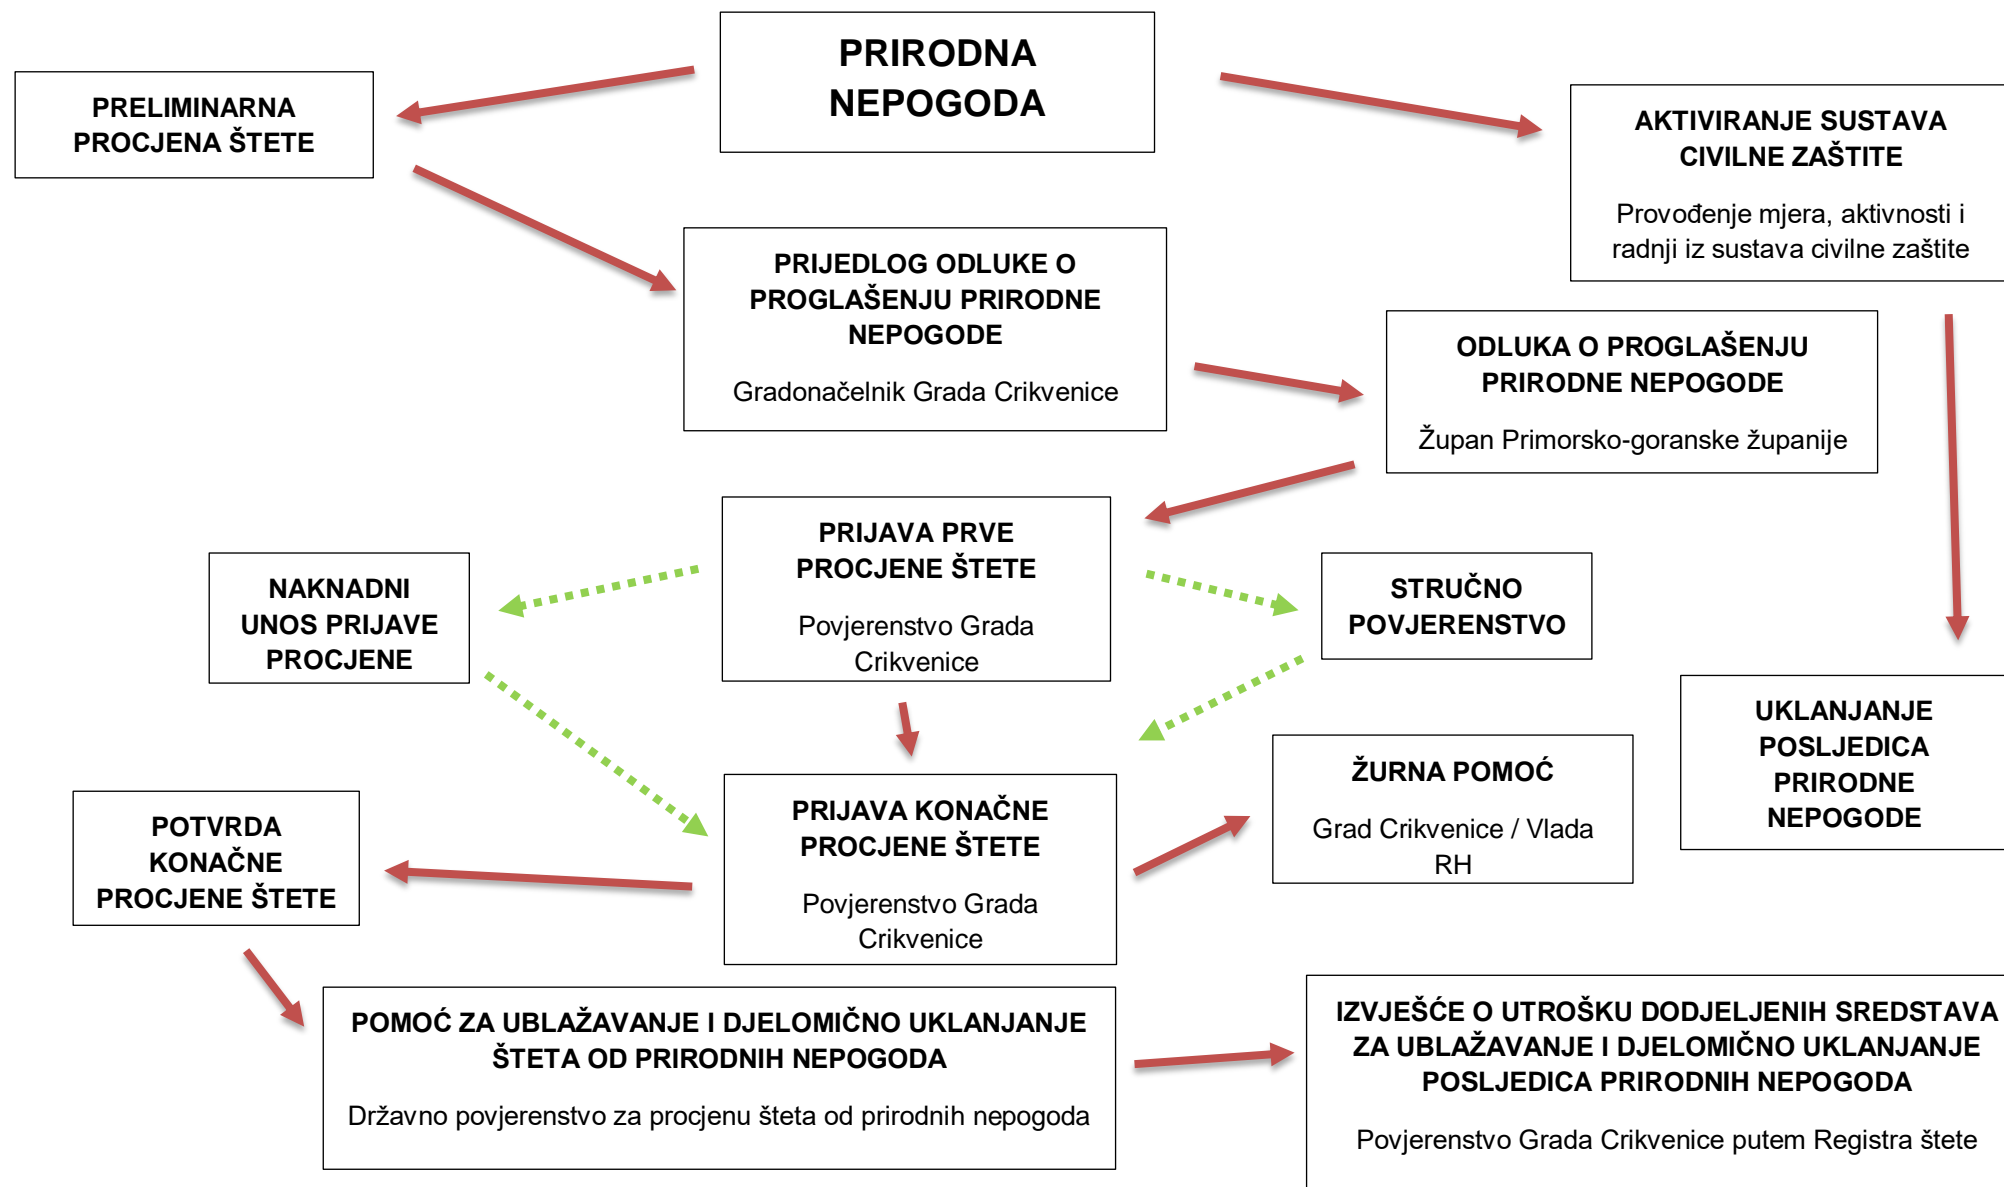 PRIRODNA
NEPOGODA
PRELIMINARNA
PROCJENA ŠTETE
AKTIVIRANJE SUSTAVA
CIVILNE ZAŠTITE
Provođenje mjera, aktivnosti i
radnji iz sustava civilne zaštite
PRIJEDLOG ODLUKE O
PROGLAŠENJU PRIRODNE
NEPOGODE
Gradonačelnik Grada Crikvenice
ODLUKA O PROGLAŠENJU
PRIRODNE NEPOGODE
Župan Primorsko-goranske županije
PRIJAVA PRVE
PROCJENE ŠTETE
Povjerenstvo Grada
Crikvenice
NAKNADNI
UNOS PRIJAVE
PROCJENE
STRUČNO
POVJERENSTVO
UKLANJANJE
POSLJEDICA
PRIRODNE
NEPOGODE
ŽURNA POMOĆ
Grad Crikvenice / Vlada
RH
PRIJAVA KONAČNE
PROCJENE ŠTETE
Povjerenstvo Grada
Crikvenice
POTVRDA
KONAČNE
PROCJENE ŠTETE
POMOĆ ZA UBLAŽAVANJE I DJELOMIČNO UKLANJANJE
ŠTETA OD PRIRODNIH NEPOGODA
Državno povjerenstvo za procjenu šteta od prirodnih nepogoda
IZVJEŠĆE O UTROŠKU DODJELJENIH SREDSTAVA
ZA UBLAŽAVANJE I DJELOMIČNO UKLANJANJE
POSLJEDICA PRIRODNIH NEPOGODA
Povjerenstvo Grada Crikvenice putem Registra štete